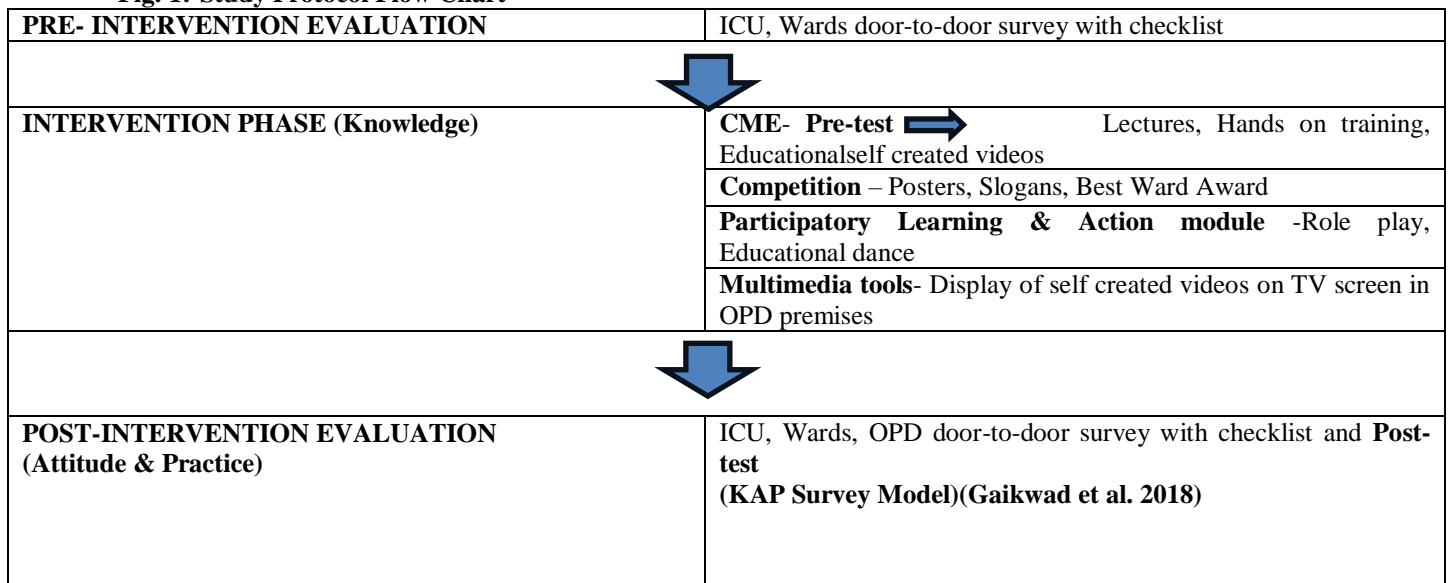 Fig. 1: Study Protocol Flow Chart
PRE- INTERVENTION EVALUATION
ICU, Wards door-to-door survey with checklist
INTERVENTION PHASE (Knowledge)
CME- Pre-test Lectures, Hands on training,
Educationalself created videos
Competition – Posters, Slogans, Best Ward Award
Participatory Learning & Action module -Role play,
Educational dance
Multimedia tools- Display of self created videos on TV screen in
OPD premises
POST-INTERVENTION EVALUATION
(Attitude & Practice)
ICU, Wards, OPD door-to-door survey with checklist and Post-
test
(KAP Survey Model)(Gaikwad et al. 2018)